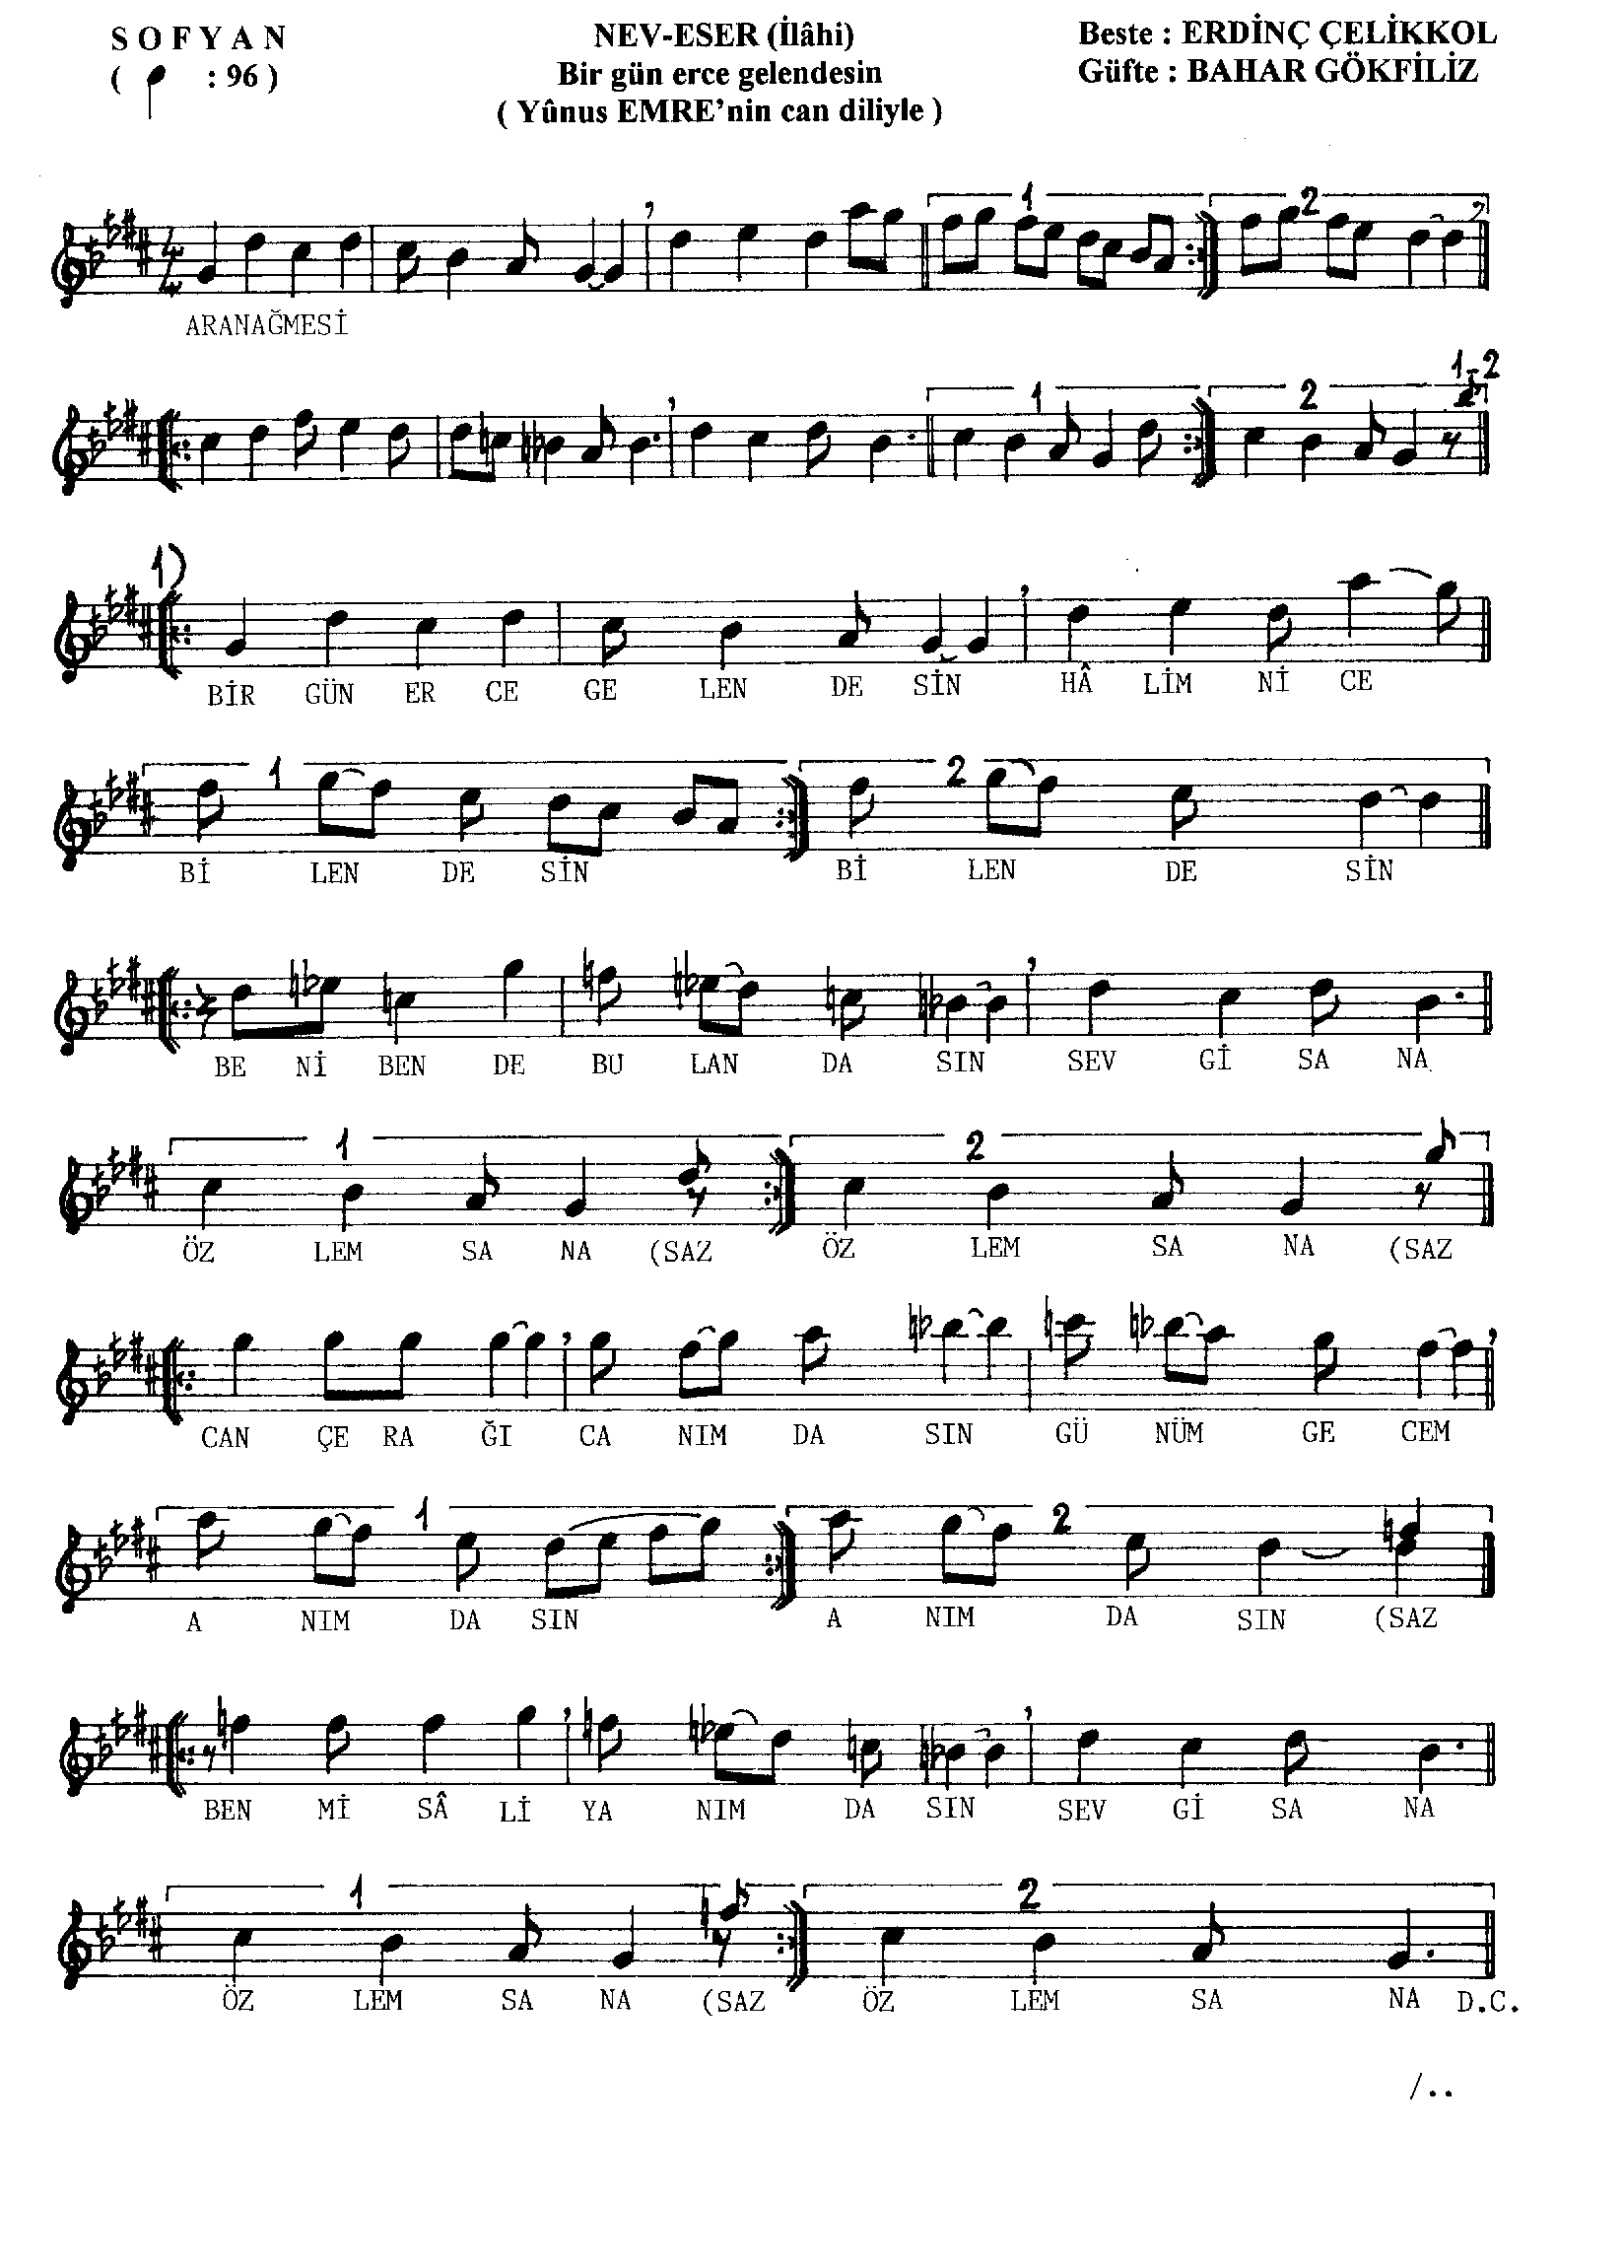 SOFYAN
( : 96 )
NEV-ESER (İlâhi)
Bir gün erce gelendesin
( Yûnus EMRE'nin can diliyle )
Beste : ERDİNÇ ÇELİKKOL
Güfte : BAHAR GÖKFİLİZ
1 2
ARANAĞMESİ
1-2
1 2
1)
BİR GÜN ER CE GE LEN DE SİN HÂ LİM Nİ CE
1 2
Bİ LEN DE SİN Bİ LEN DE SİN
BE Nİ BEN DE BU LAN DA SIN SEV Gİ SA NA
1 2
ÖZ LEM SA NA (SAZ ÖZ LEM SA NA (SAZ
CAN ÇE RA ĞI CA NIM DA SIN GÜ NÜM GE CEM
1 2
A NIM DA SIN A NIM DA SIN (SAZ
BEN Mİ SÂ Lİ YA NIM DA SIN SEV Gİ SA NA
1 2
ÖZ LEM SA NA (SAZ ÖZ LEM SA NA D.C.
/..